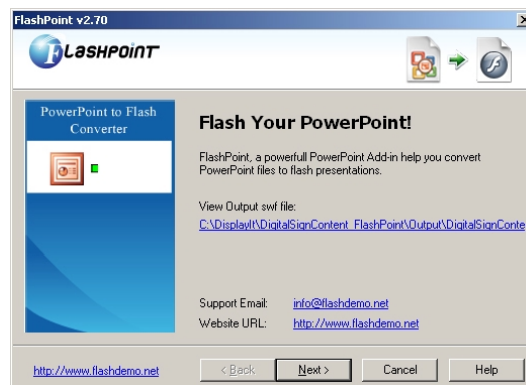 FlashPoint v2.70
FLASHPOINT
PowerPoint to Flash
Converter
Flash Your PowerPoint!
FlashPoint, a powerfull PowerPoint Add-in help you convert
PowerPoint files to flash presentations.
View Output swf file:
C:\DisplayIt\DigitalSignContent_FlashPoint\Output\DigitalSignConte
Support Email: info@flashdemo.net
Website URL: http://www.flashdemo.net
http://www.flashdemo.net < Back Next > Cancel Help